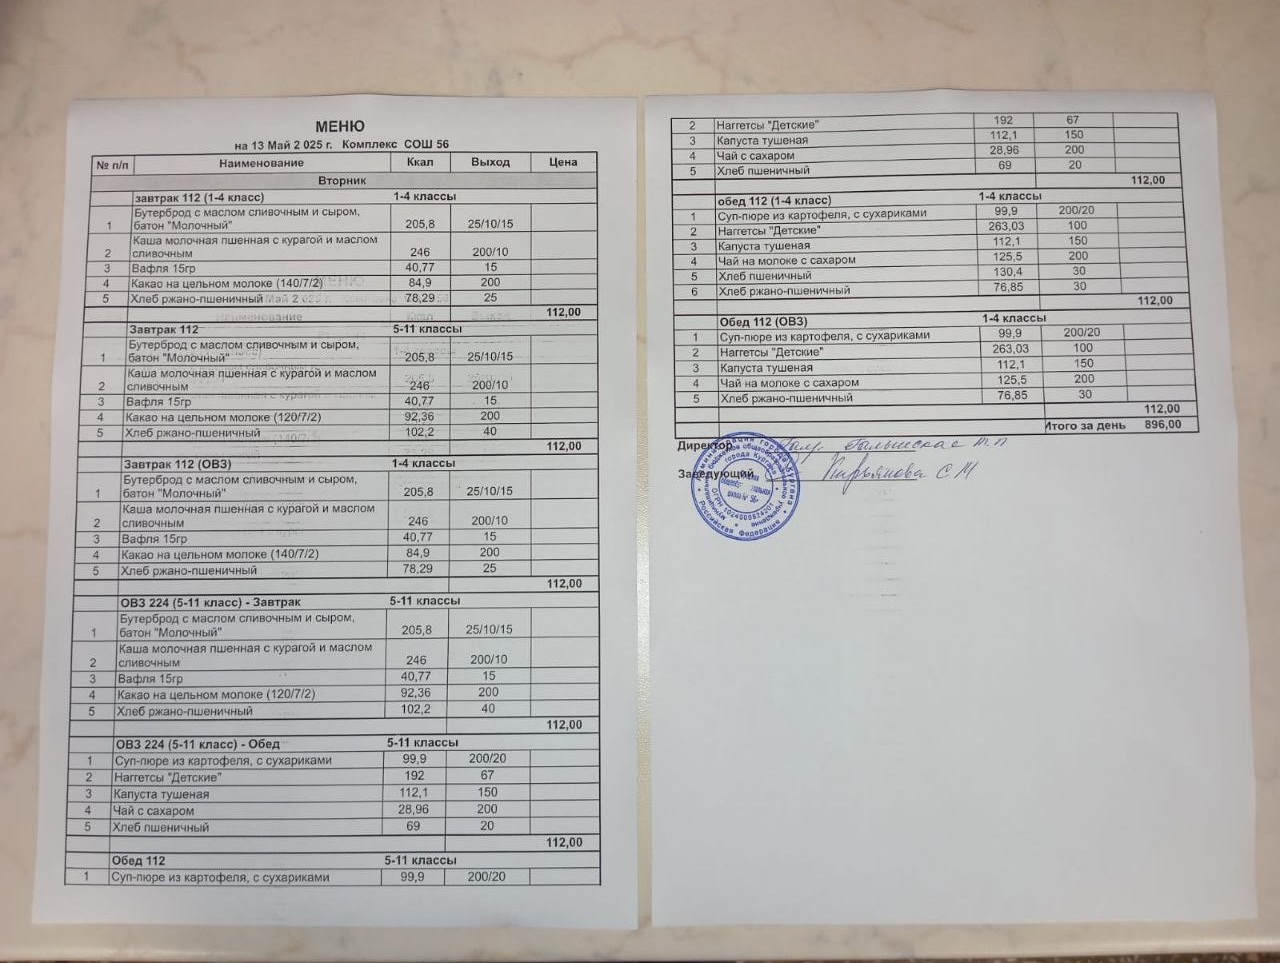 МЕНЮ
на 13 Май 2 025 г. Комплекс СОШ 56
№ п/п Наименование Ккал Выход Цена
Вторник
завтрак 112 (1-4 класс) 1-4 классы
1 Бутерброд с маслом сливочным и сыром, батон "Молочный" 205,8 25/10/15
2 Каша молочная пшенная с курагой и маслом сливочным 246 200/10
3 Вафля 15гр 40,77 15
4 Какао на цельном молоке (140/7/2) 84,9 200
5 Хлеб ржано-пшеничный 78,29 25
112,00
Завтрак 112 5-11 классы
1 Бутерброд с маслом сливочным и сыром, батон "Молочный" 205,8 25/10/15
2 Каша молочная пшенная с курагой и маслом сливочным 246 200/10
3 Вафля 15гр 40,77 15
4 Какао на цельном молоке (120/7/2) 92,36 200
5 Хлеб ржано-пшеничный 102,2 40
112,00
Завтрак 112 (ОВЗ) 1-4 классы
1 Бутерброд с маслом сливочным и сыром, батон "Молочный" 205,8 25/10/15
2 Каша молочная пшенная с курагой и маслом сливочным 246 200/10
3 Вафля 15гр 40,77 15
4 Какао на цельном молоке (140/7/2) 84,9 200
5 Хлеб ржано-пшеничный 78,29 25
112,00
ОВЗ 224 (5-11 класс) - Завтрак 5-11 классы
1 Бутерброд с маслом сливочным и сыром, батон "Молочный" 205,8 25/10/15
2 Каша молочная пшенная с курагой и маслом сливочным 246 200/10
3 Вафля 15гр 40,77 15
4 Какао на цельном молоке (120/7/2) 92,36 200
5 Хлеб ржано-пшеничный 102,2 40
112,00
ОВЗ 224 (5-11 класс) - Обед 5-11 классы
1 Суп-пюре из картофеля, с сухариками 99,9 200/20
2 Наггетсы "Детские" 192 67
3 Капуста тушеная 112,1 150
4 Чай с сахаром 28,96 200
5 Хлеб пшеничный 69 20
112,00
Обед 112 5-11 классы
1 Суп-пюре из картофеля, с сухариками 99,9 200/20
2 Наггетсы "Детские" 192 67
3 Капуста тушеная 112,1 150
4 Чай с сахаром 28,96 200
5 Хлеб пшеничный 69 20
112,00
обед 112 (1-4 класс) 1-4 классы
1 Суп-пюре из картофеля, с сухариками 99,9 200/20
2 Наггетсы "Детские" 263,03 100
3 Капуста тушеная 112,1 150
4 Чай на молоке с сахаром 125,5 200
5 Хлеб пшеничный 130,4 30
6 Хлеб ржано-пшеничный 76,85 30
112,00
Обед 112 (ОВЗ) 1-4 классы
1 Суп-пюре из картофеля, с сухариками 99,9 200/20
2 Наггетсы "Детские" 263,03 100
3 Капуста тушеная 112,1 150
4 Чай на молоке с сахаром 125,5 200
5 Хлеб ржано-пшеничный 76,85 30
112,00
Итого за день 896,00
Директор
Заведующий Кирьянова С М
Администрация города Кургана
Российская Федерация
города Кургана